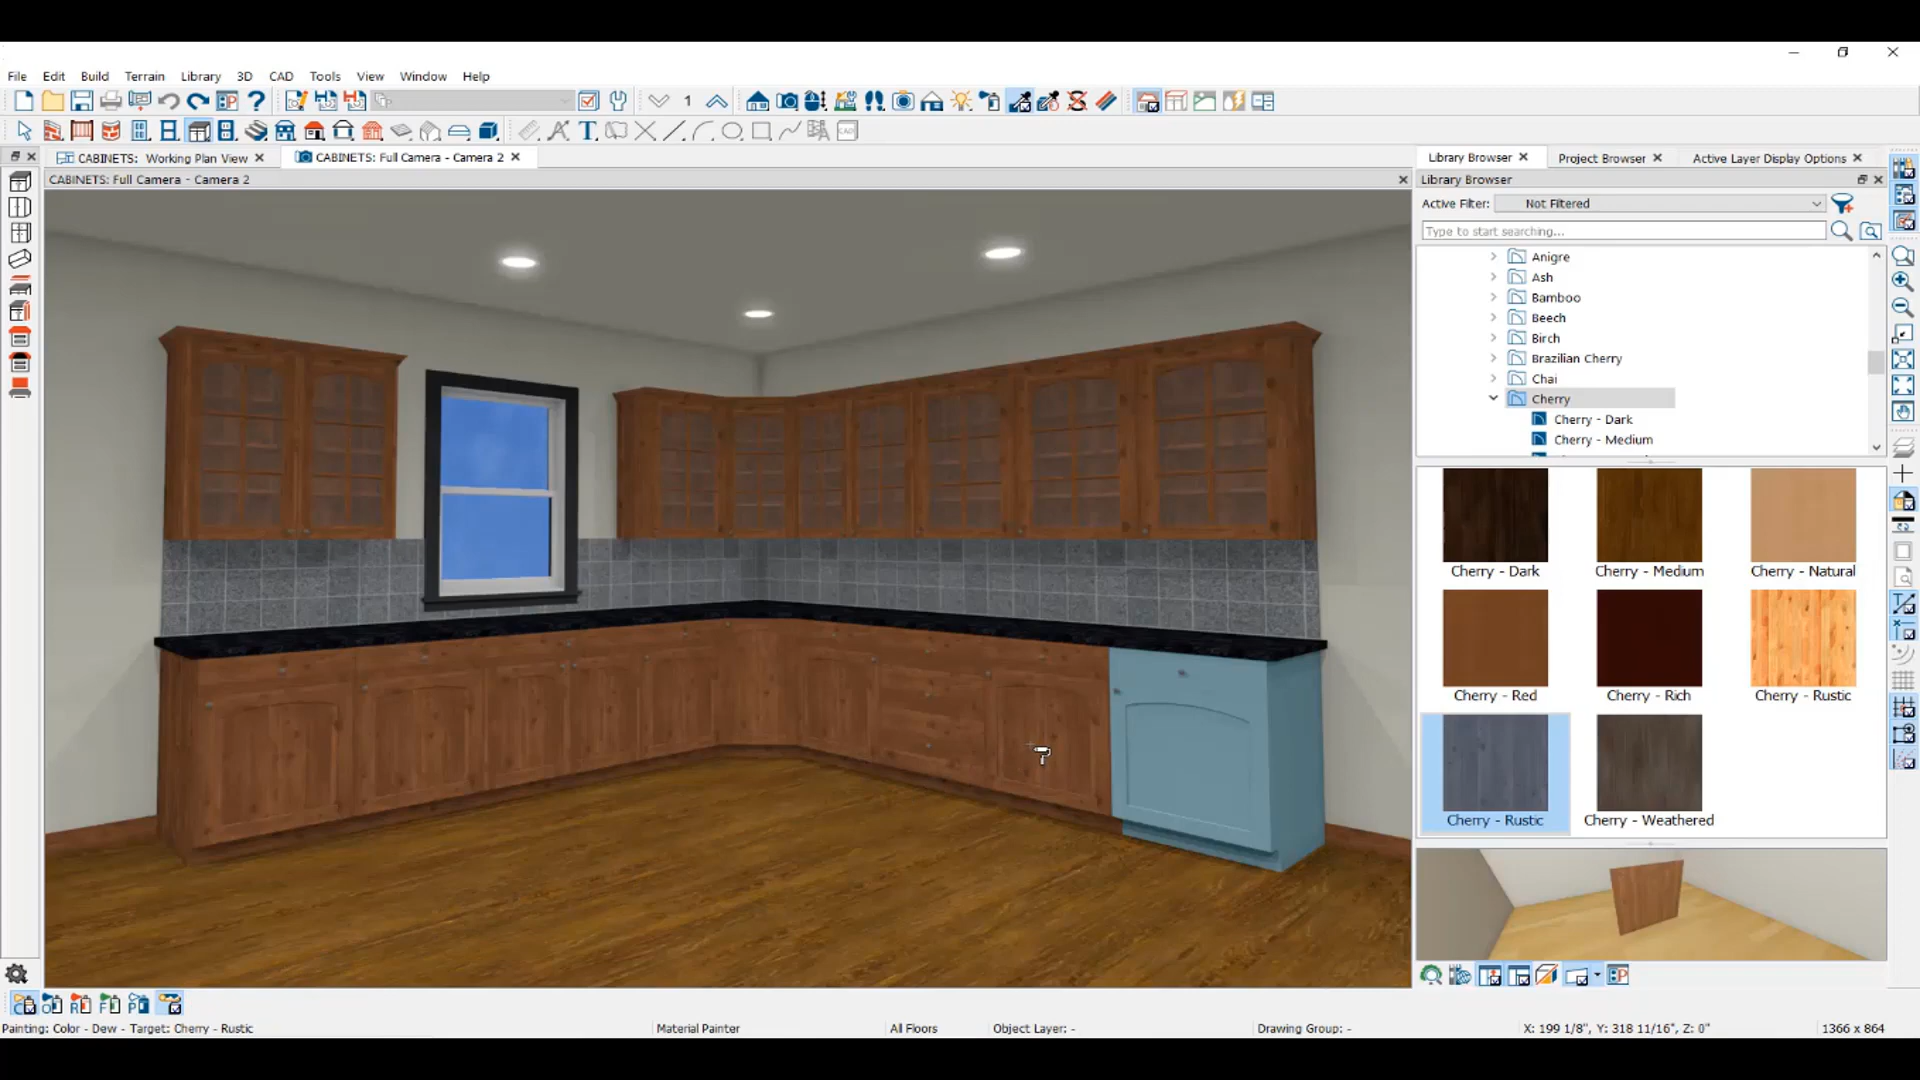 File Edit Build Terrain Library 3D CAD Tools View Window Help
1
CABINETS: Working Plan View CABINETS: Full Camera - Camera 2 Library Browser Project Browser Active Layer Display Options
CABINETS: Full Camera - Camera 2 Library Browser
Active Filter: Not Filtered
Type to start searching...
Anigre
Ash
Bamboo
Beech
Birch
Brazilian Cherry
Chai
Cherry
Cherry - Dark
Cherry - Medium
Cherry - Dark Cherry - Medium Cherry - Natural
Cherry - Red Cherry - Rich Cherry - Rustic
Cherry - Rustic Cherry - Weathered
Painting: Color - Dew - Target: Cherry - Rustic Material Painter All Floors Object Layer: - Drawing Group: - X: 199 1/8", Y: 318 11/16", Z: 0" 1366 x 864